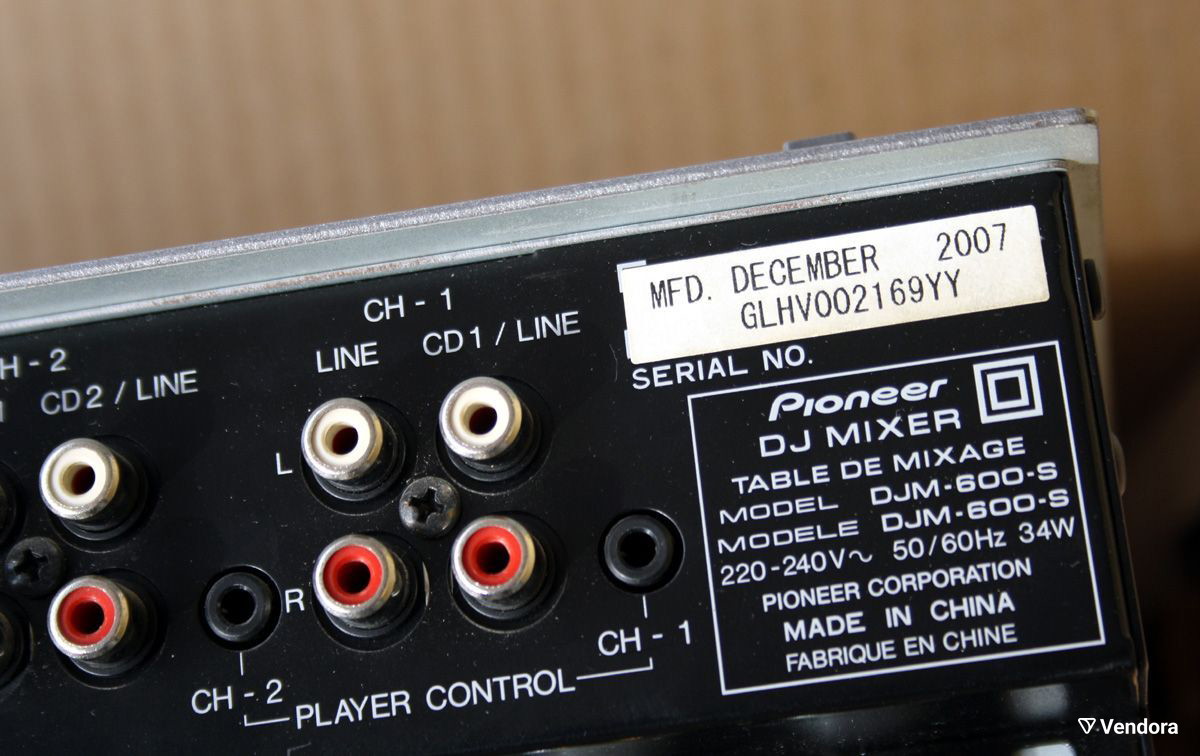 MFD. DECEMBER 2007
GLHV002169YY
SERIAL NO.
CH - 1
LINE
CD1 / LINE
H - 2
CD2 / LINE
L
R
CH - 2
PLAYER CONTROL
CH - 1
Pioneer
DJ MIXER
TABLE DE MIXAGE
MODEL DJM-600-S
MODELE DJM-600-S
220-240V~ 50/60Hz 34W
PIONEER CORPORATION
MADE IN CHINA
FABRIQUE EN CHINE
Vendora